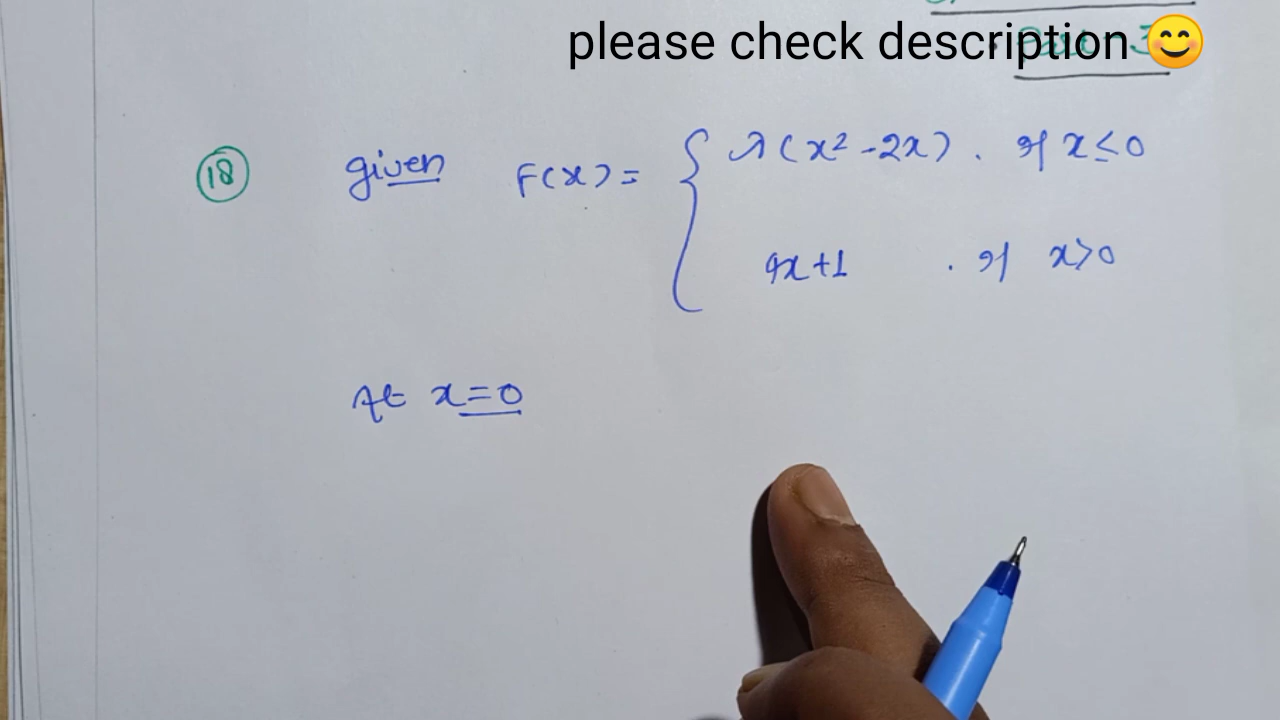 please check description 😊
18 given F(x) = { λ(x² - 2x) . if x ≤ 0
4x+1 . if x>0
At x=0